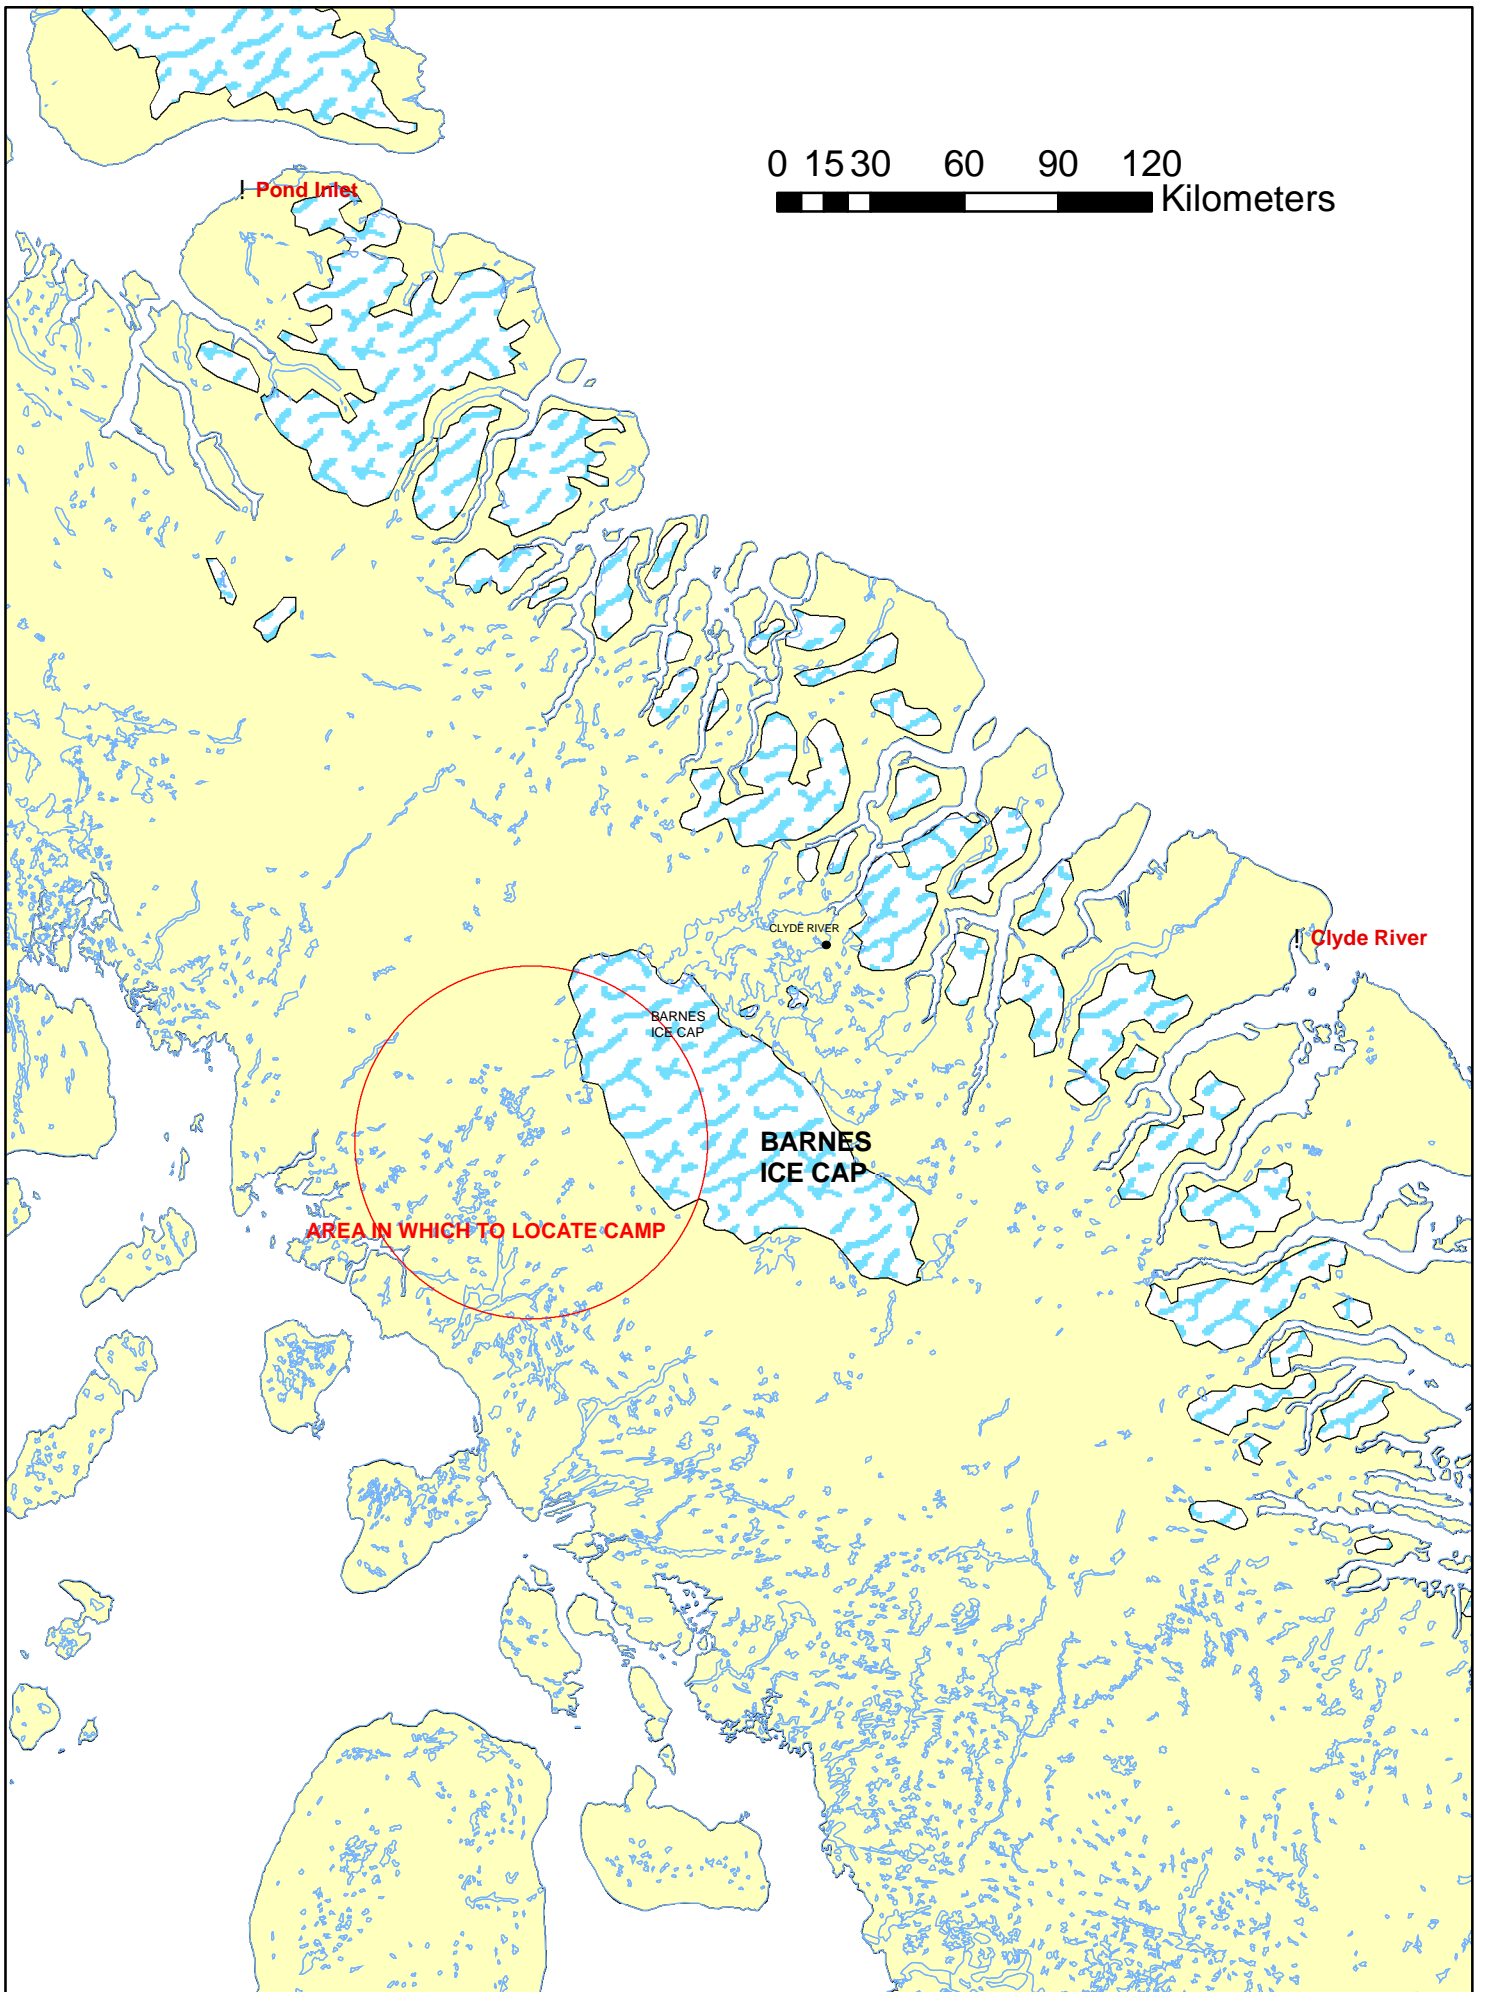 0 15 30 60 90 120
Kilometers
! Pond Inlet
CLYDE RIVER
! Clyde River
BARNES
ICE CAP
BARNES
ICE CAP
AREA IN WHICH TO LOCATE CAMP